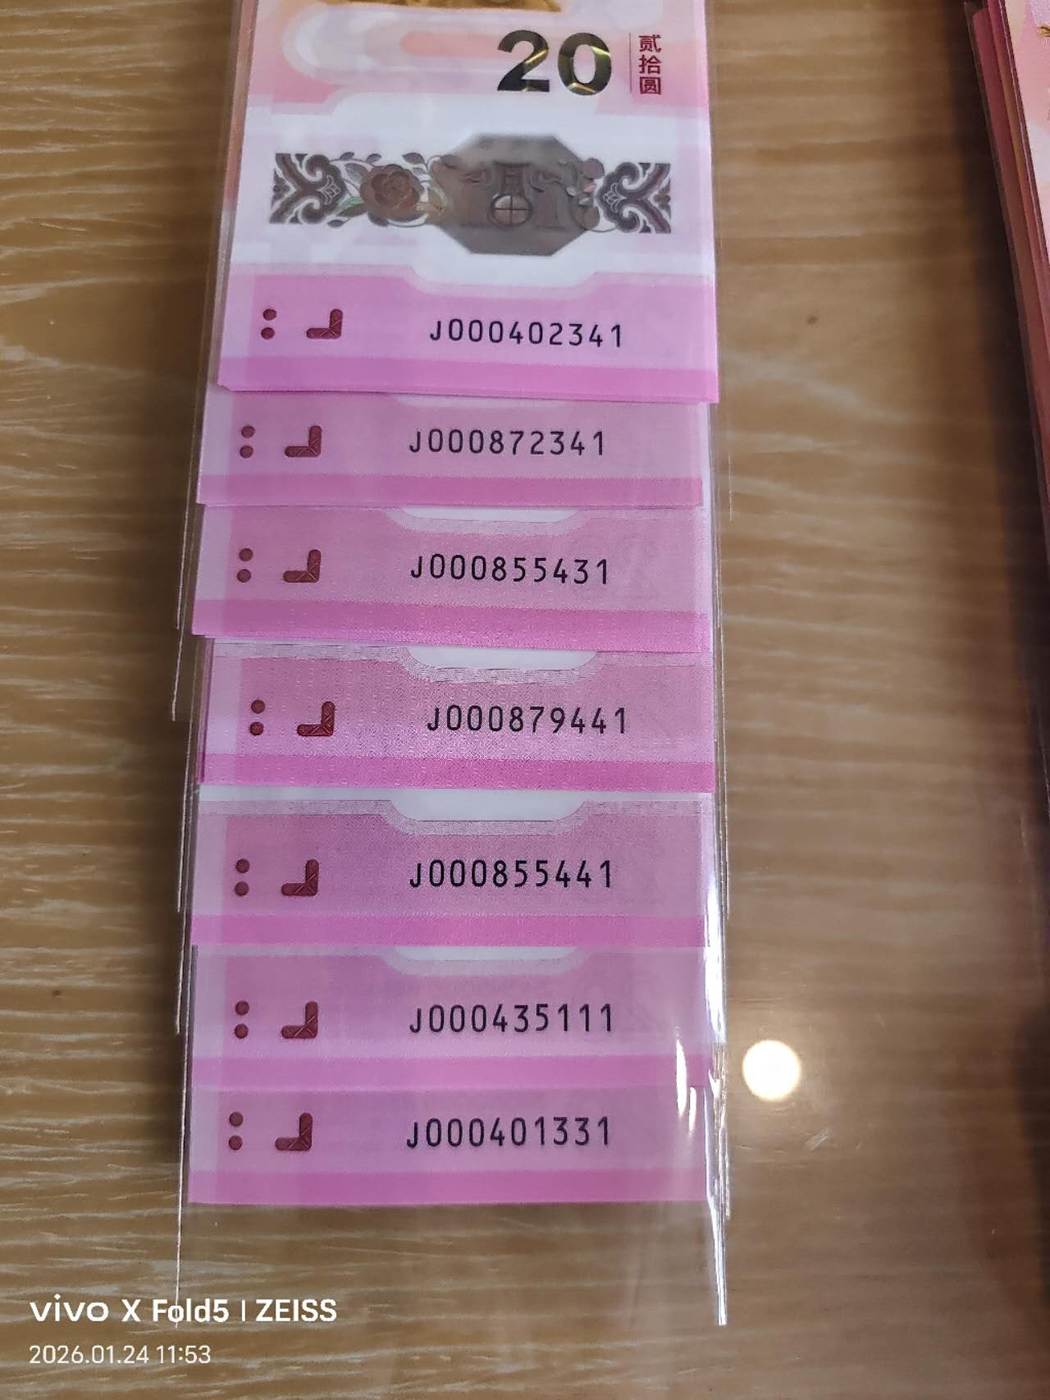 20
贰拾圆
J000402341
J000872341
J000855431
J000879441
J000855441
J000435111
J000401331
vivo X Fold5 | ZEISS
2026.01.24 11:53